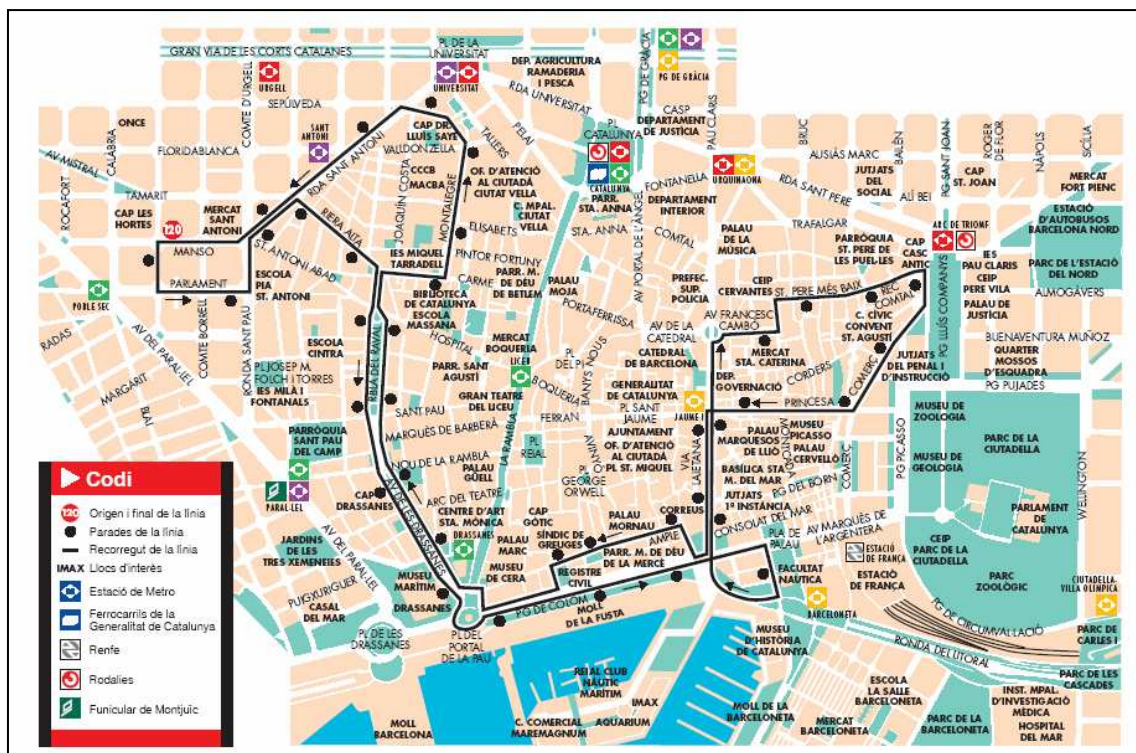 GRAN VIA DE LES CORTS CATALANES
PL DE LA
UNIVERSITAT
DEP. AGRICULTURA
RAMADERIA
I PESCA
PG DE GRÀCIA
PG DE GRÀCIA
URGELL
UNIVERSITAT
RDA UNIVERSITAT
COMTE D'URGELL
SEPÚLVEDA
CASP
DEPARTAMENT
DE JUSTÍCIA
PAU CLARIS
BRUC
BAILÈN
PG SANT JOAN
ROGER
DE FLOR
NÀPOLS
SICÍLIA
ONCE
CALÀBRIA
SANT
ANTONI
CAP DR.
LLUÍS SAYE
VALLDONZELLA
TALLERS
PELAI
PL
CATALUNYA
AUSIÀS MARC
FLORIDABLANCA
AV MISTRAL
ROCAFORT
RDA SANT ANTONI
JOAQUÍN COSTA
CCCB
MACBA
MONTALEGRE
OF. D'ATENCIÓ
AL CIUTADÀ
CIUTAT VELLA
CATALUNYA
PARR.
STA. ANNA
URQUINAONA
FONTANELLA
DEPARTAMENT
INTERIOR
RDA SANT PERE
JUTJATS
DEL SOCIAL
CAP
ST. JOAN
ALÍ BEI
MERCAT
FORT PIENC
TAMARIT
CAP LES
HORTES
T20
MERCAT
SANT
ANTONI
RIERA ALTA
C. MPAL.
CIUTAT
VELLA
STA. ANNA
AV PORTAL DE L'ÀNGEL
COMTAL
TRAFALGAR
ARC DE TRIOMF
ESTACIÓ
D'AUTOBUSOS
BARCELONA NORD
MANSO
PARLAMENT
ST. ANTONI ABAD
ESCOLA
PIA
ST. ANTONI
IES MIQUEL
TARRADELL
ELISABETS
PINTOR FORTUNY
CARME
PARR. M.
DE DÉU
DE BETLEM
PALAU
MOJA
PALAU
DE LA
MÚSICA
PARRÒQUIA
ST. PERE DE
LES PUEL·LES
CAP
CASC
ANTIC
IES
PAU CLARIS
CEIP
PERE VILA
PALAU DE
JUSTÍCIA
PARC DE L'ESTACIÓ
DEL NORD
ALMOGÀVERS
POBLE SEC
BIBLIOTECA
DE CATALUNYA
ESCOLA
MASSANA
PORTAFERRISSA
PREFEC.
SUP.
POLICIA
CEIP
CERVANTES
ST. PERE MÉS BAIX
REC
COMTAL
PG LLUÍS COMPANYS
RADAS
MARGARIT
BLAI
AV DEL PARAL·LEL
COMTE BORRELL
RONDA SANT PAU
ESCOLA
CINTRA
HOSPITAL
MERCAT
BOQUERIA
LICEU
AV DE LA
CATEDRAL
AV FRANCESC
CAMBÓ
C. CÍVIC
CONVENT
ST. AGUSTÍ
BUENAVENTURA MUÑOZ
PL JOSEP M.
FOLCH I TORRES
IES MILÀ I
FONTANALS
RBLA DEL RAVAL
PARR. SANT
AGUSTÍ
PL
DEL PI
BANYS NOUS
BOQUERIA
CATEDRAL
DE BARCELONA
MERCAT
STA. CATERINA
CORDERS
COMERÇ
JUTJATS
DEL PENAL I
D'INSTRUCCIÓ
QUARTER
MOSSOS
D'ESQUADRA
PG PUJADES
GRAN TEATRE
DEL LICEU
GENERALITAT
DE CATALUNYA
DEP.
GOVERNACIÓ
PRINCESA
SANT PAU
MARQUÈS DE BARBERÀ
FERRAN
PL SANT
JAUME
JAUME I
MUSEU DE
ZOOLOGIA
PARRÒQUIA
SANT PAU
DEL CAMP
LA RAMBLA
PL
REIAL
AVINYÓ
AJUNTAMENT
OF. D'ATENCIÓ
AL CIUTADÀ
PL ST. MIQUEL
VIA
LAIETANA
PALAU
MARQUESOS
DE LLIÓ
MONTCADA
MUSEU
PICASSO
PALAU
CERVELLÓ
COMERÇ
PG PICASSO
MUSEU DE
GEOLOGIA
PARC DE LA
CIUTADELLA
NOU DE LA RAMBLA
PALAU
GÜELL
PL
GEORGE
ORWELL
BASÍLICA STA
M. DEL MAR
PG DEL BORN
WELLINGTON
PARAL·LEL
CAP
DRASSANES
ARC DEL TEATRE
CENTRE D'ART
STA. MÒNICA
CAP
GÒTIC
PALAU
MORNAU
CORREUS
JUTJATS
1ª INSTÀNCIA
CONSOLAT DEL MAR
PLA DE
PALAU
AV MARQUÈS DE
L'ARGENTERA
PARLAMENT
DE
CATALUNYA
AV DE LES DRASSANES
DRASSANES
SÍNDIC DE
GREUGES
AMPLE
ESTACIÓ
DE FRANÇA
CEIP
PARC DE LA
CIUTADELLA
JARDINS
DE LES
TRES XEMENEIES
AV DEL PARAL·LEL
PALAU
MARC
PARR. M. DE DÉU
DE LA MERCÈ
MUSEU
MARÍTIM
MUSEU
DE CERA
REGISTRE
CIVIL
FACULTAT
NAUTICA
ESTACIÓ
DE FRANÇA
PARC
ZOOLÒGIC
CIUTADELLA-
VILLA OLÍMPICA
PUIGXURIGUER
CASAL
DEL MAR
DRASSANES
PG DE COLOM
MOLL
DE LA FUSTA
BARCELONETA
PG DE CIRCUMVAL·LACIÓ
RONDA DEL LITORAL
PARC DE
CARLES I
PL DE LES
DRASSANES
PL DEL
PORTAL
DE LA PAU
MUSEU
D'HISTÒRIA
DE CATALUNYA
PARC DE LES
CASCADES
REIAL CLUB
NÀUTIC
MARÍTIM
IMAX
ESCOLA
LA SALLE
BARCELONETA
INST. MPAL.
D'INVESTIGACIÓ
MÈDICA
HOSPITAL
DEL MAR
MOLL
BARCELONA
C. COMERCIAL
MAREMAGNUM
AQUARIUM
MOLL DE LA
BARCELONETA
MERCAT
BARCELONETA
PARC DE LA
BARCELONETA
Codi
T20 Origen i final de la línia
Parades de la línia
Recorregut de la línia
IMAX Llocs d'interès
Estació de Metro
Ferrocarrils de la
Generalitat de Catalunya
Renfe
Rodalies
Funicular de Montjuïc